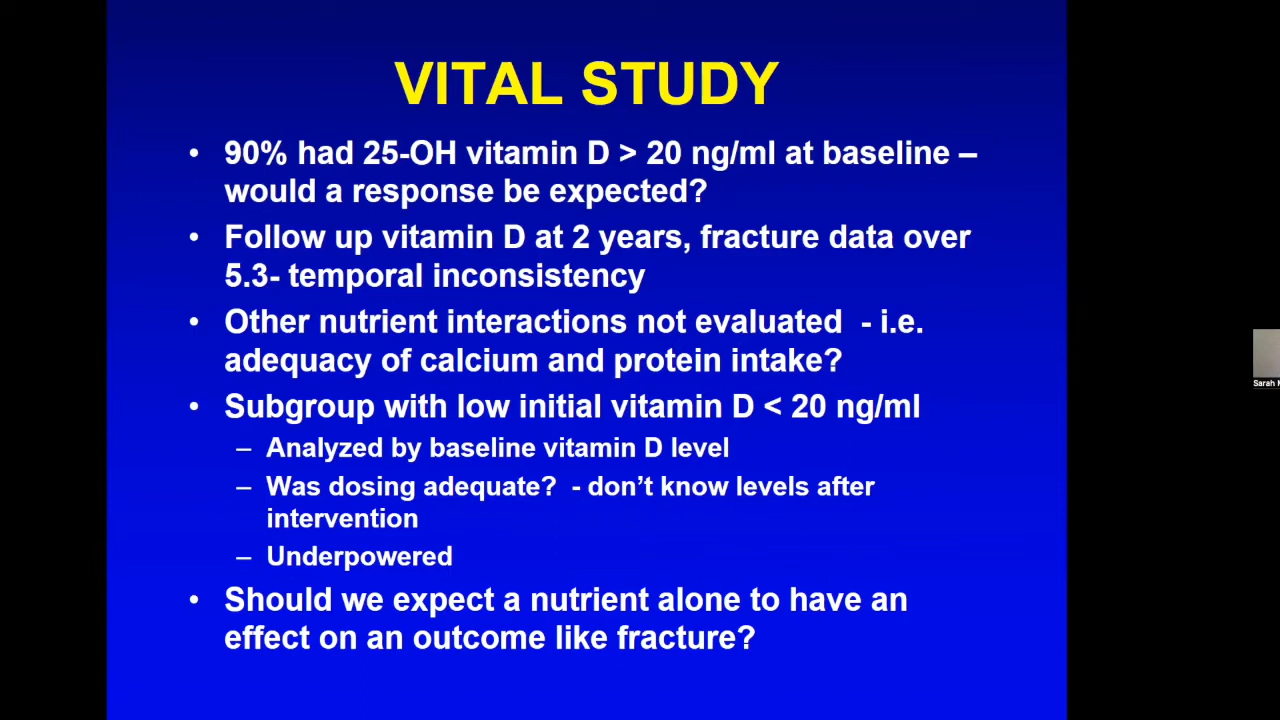 VITAL STUDY
• 90% had 25-OH vitamin D > 20 ng/ml at baseline –
would a response be expected?
• Follow up vitamin D at 2 years, fracture data over
5.3- temporal inconsistency
• Other nutrient interactions not evaluated - i.e.
adequacy of calcium and protein intake?
• Subgroup with low initial vitamin D < 20 ng/ml
– Analyzed by baseline vitamin D level
– Was dosing adequate? - don't know levels after
intervention
– Underpowered
• Should we expect a nutrient alone to have an
effect on an outcome like fracture?
Sarah